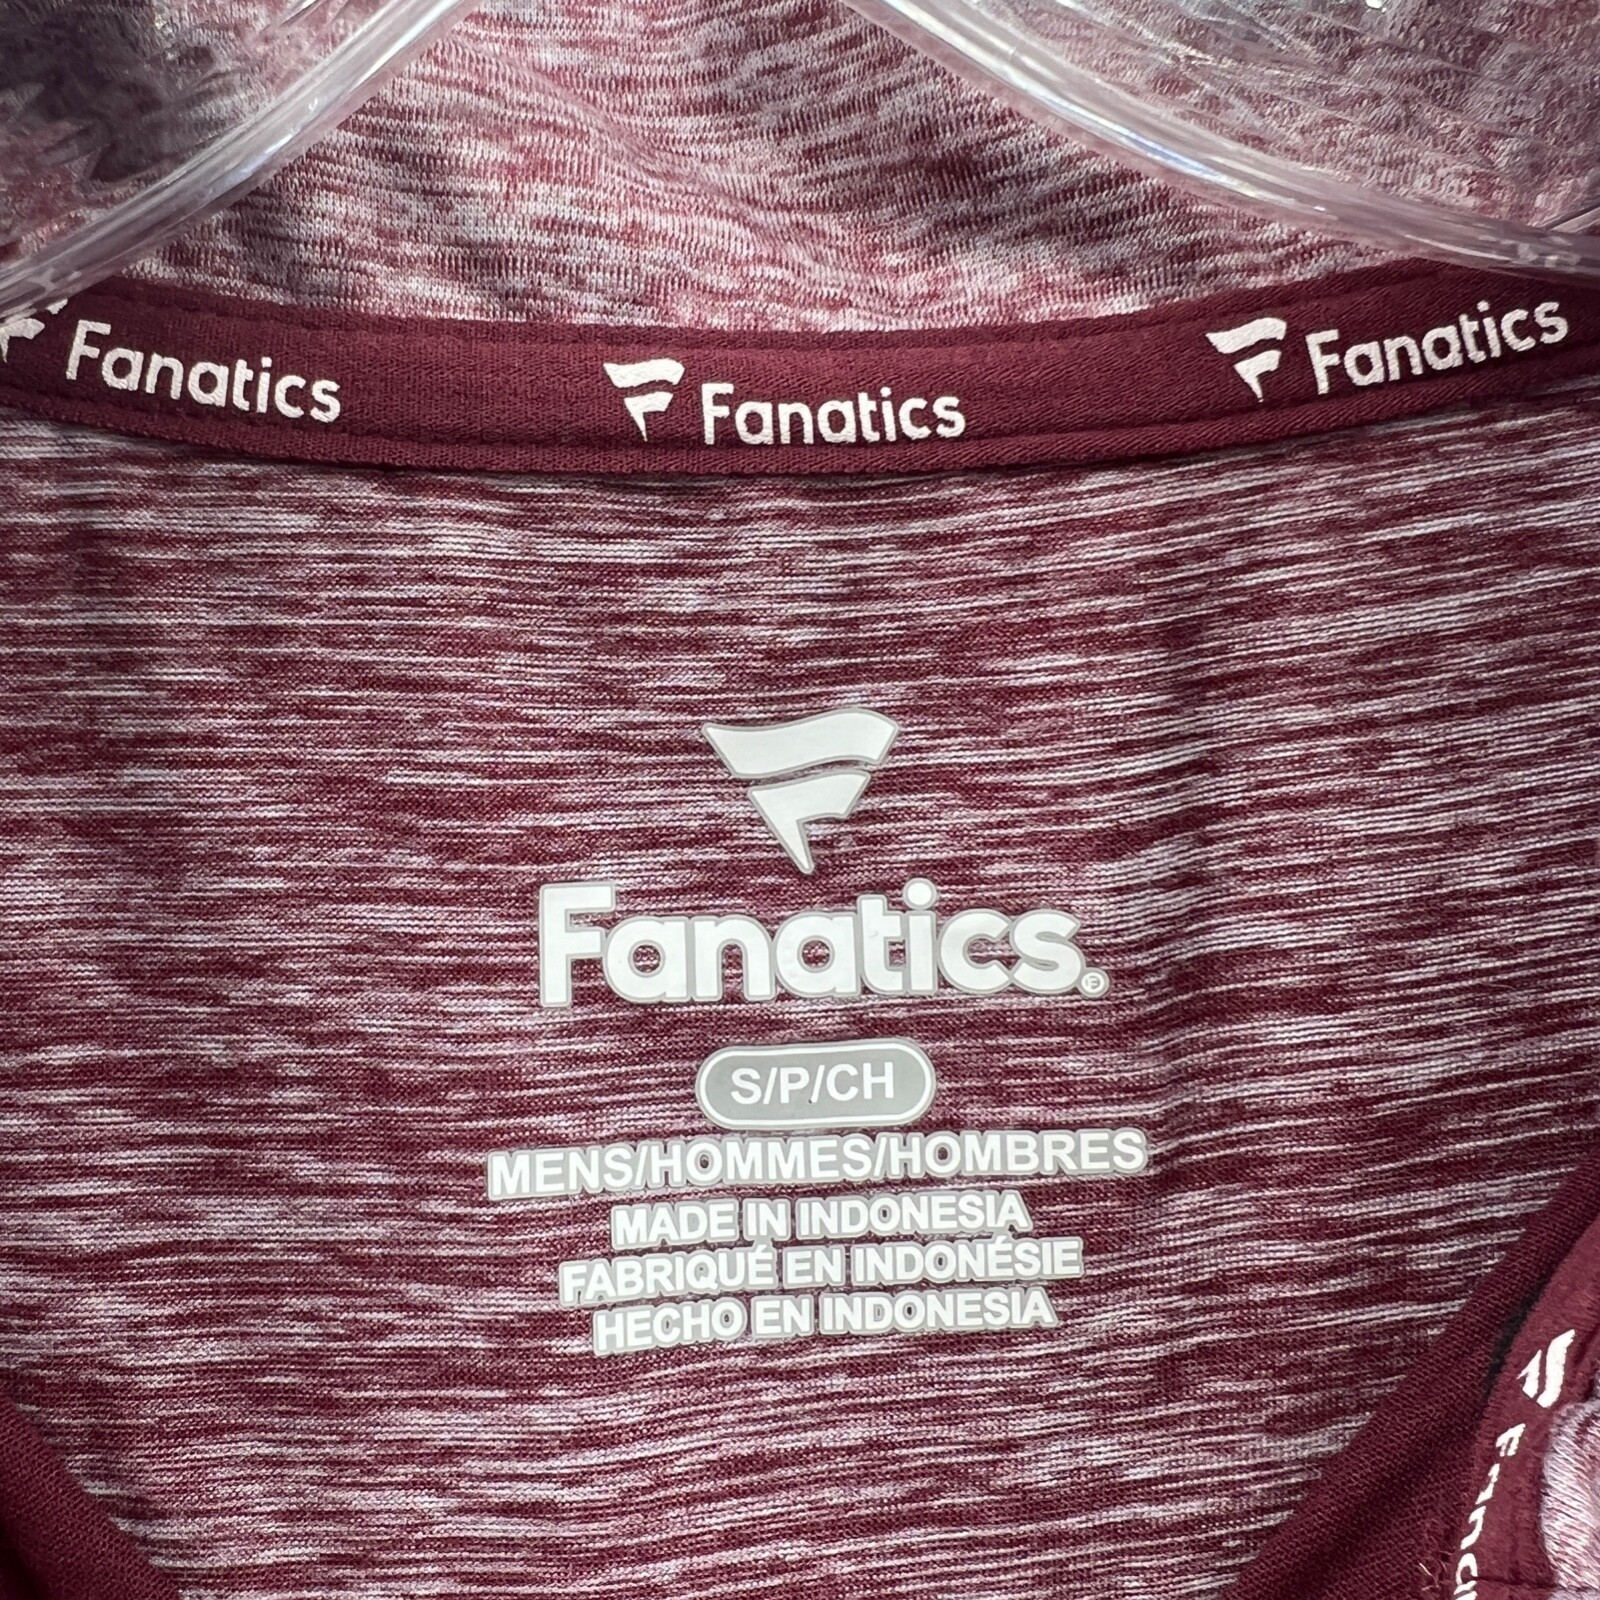 Fanatics Fanatics Fanatics
Fanatics.
S/P/CH
MENS/HOMMES/HOMBRES
MADE IN INDONESIA
FABRIQUÉ EN INDONÉSIE
HECHO EN INDONESIA